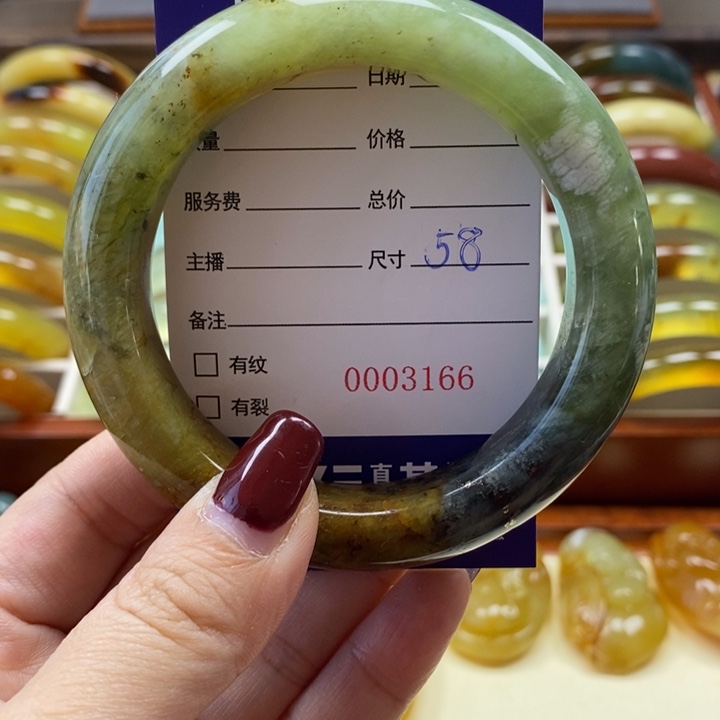 日期
量 价格
服务费 总价
主播 尺寸 58
备注
有纹
有裂 0003166